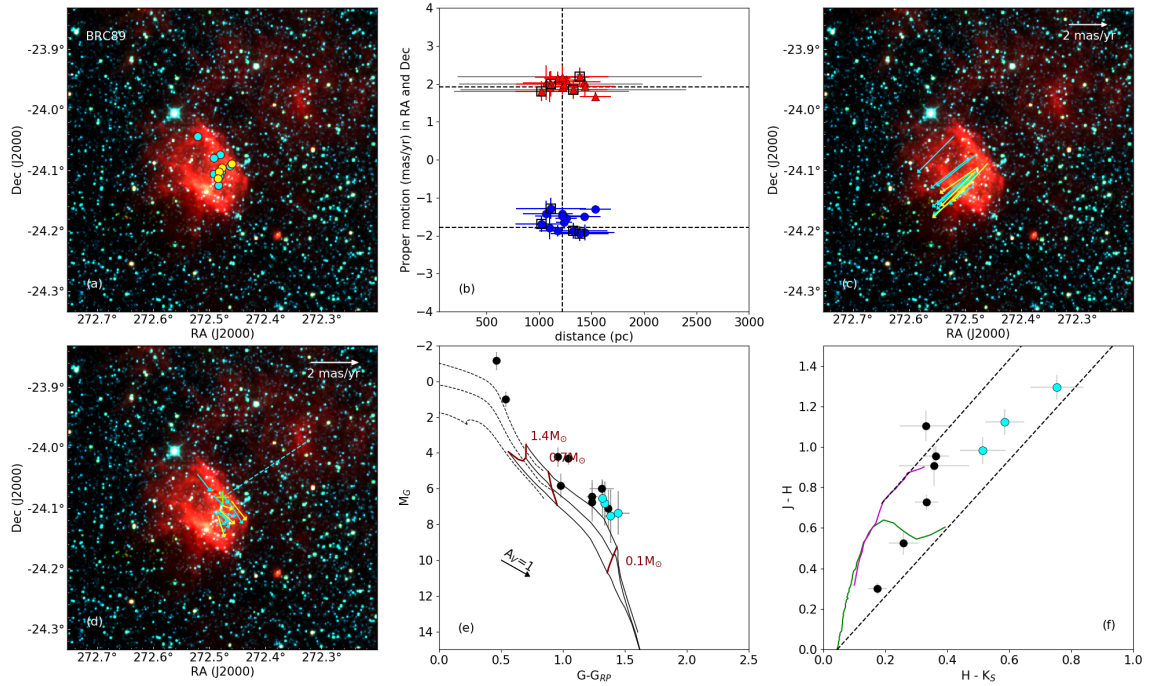 BRC89
(a)
-23.9°
-24.0°
-24.1°
-24.2°
-24.3°
Dec (J2000)
272.7° 272.6° 272.5° 272.4° 272.3°
RA (J2000)
4
3
2
1
0
−1
−2
−3
−4
Proper motion (mas/yr) in RA and Dec
(b)
500 1000 1500 2000 2500 3000
distance (pc)
2 mas/yr
(c)
-23.9°
-24.0°
-24.1°
-24.2°
-24.3°
Dec (J2000)
272.7° 272.6° 272.5° 272.4° 272.3°
RA (J2000)
2 mas/yr
(d)
-23.9°
-24.0°
-24.1°
-24.2°
-24.3°
Dec (J2000)
272.7° 272.6° 272.5° 272.4° 272.3°
RA (J2000)
−2
0
2
4
6
8
10
12
14
M_G
1.4M⊙
0.7M⊙
0.1M⊙
A_V=1
(e)
0.0 0.5 1.0 1.5 2.0 2.5
G-G_RP
1.4
1.2
1.0
0.8
0.6
0.4
0.2
0.0
J - H
(f)
0.0 0.2 0.4 0.6 0.8 1.0
H - K_S